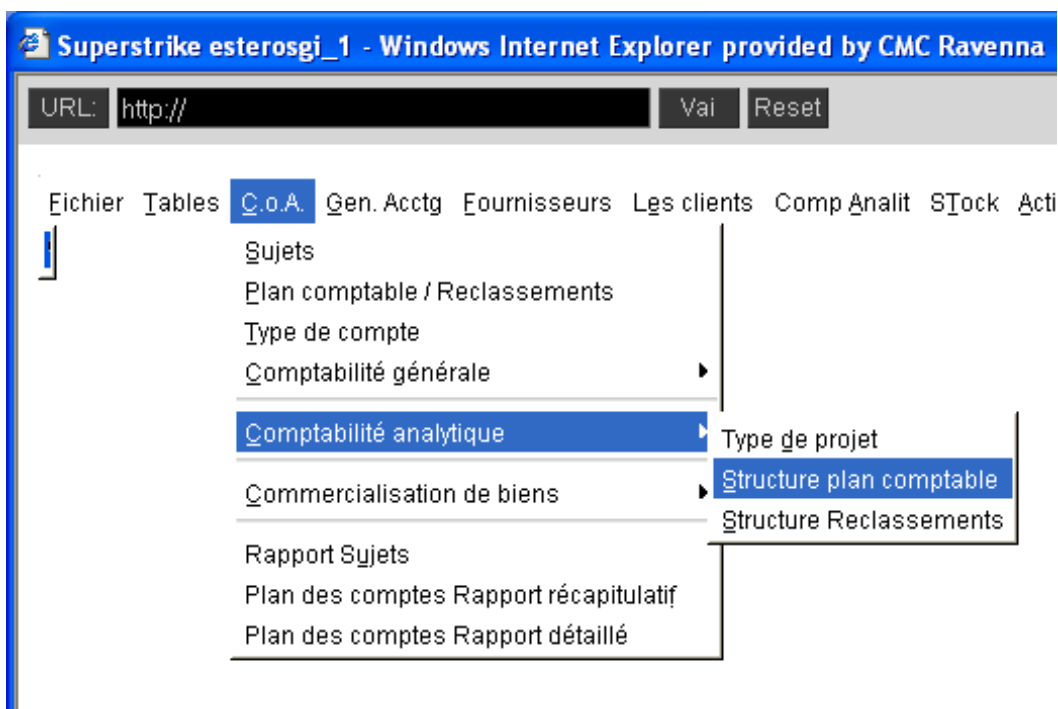 Superstrike esterosgi_1 - Windows Internet Explorer provided by CMC Ravenna
URL: http:// Vai Reset
Fichier Tables C.o.A. Gen. Acctg Fournisseurs Les clients Comp Analit STock Acti
Sujets
Plan comptable / Reclassements
Type de compte
Comptabilité générale
Comptabilité analytique
Type de projet
Structure plan comptable
Structure Reclassements
Commercialisation de biens
Rapport Sujets
Plan des comptes Rapport récapitulatif
Plan des comptes Rapport détaillé